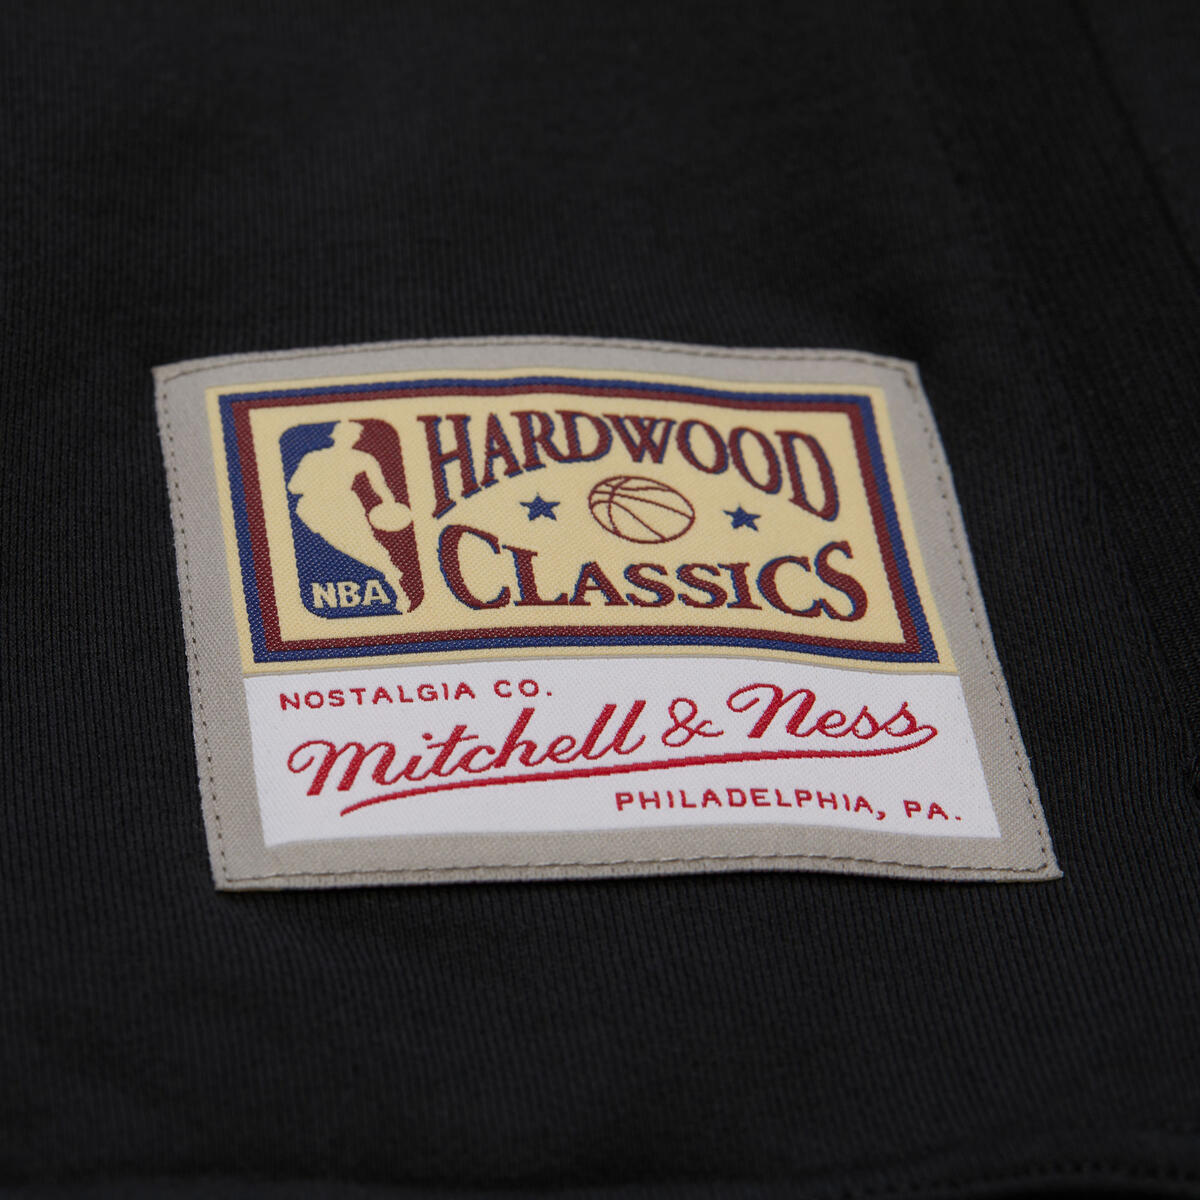 HARDWOOD
CLASSICS
NBA
NOSTALGIA CO.
Mitchell & Ness
PHILADELPHIA, PA.